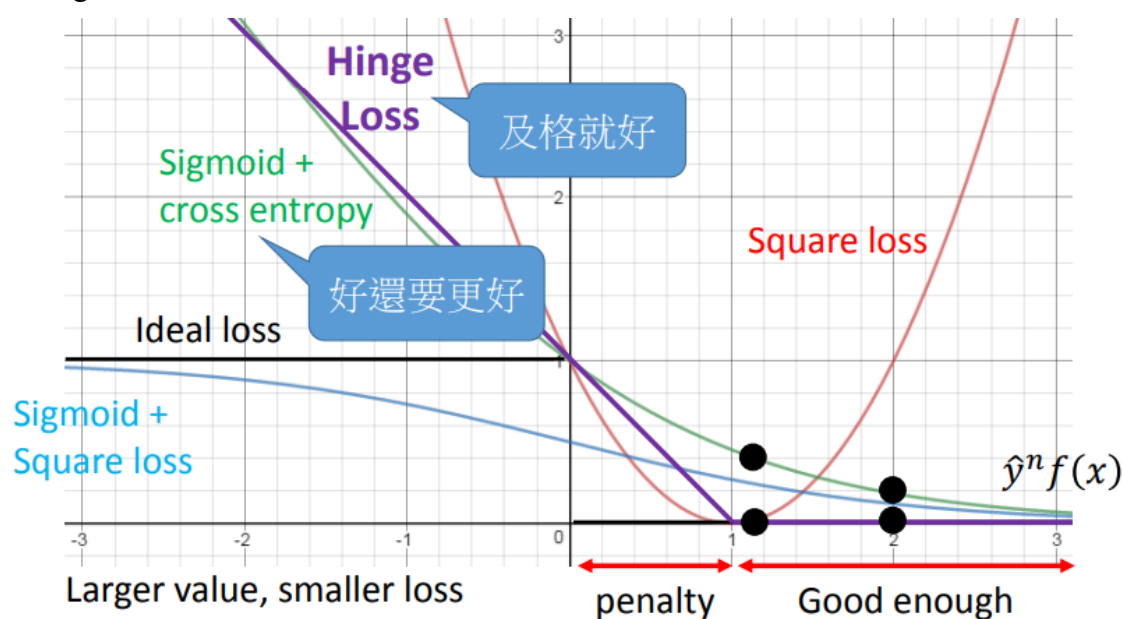 3
Hinge
Loss
及格就好
Sigmoid +
cross entropy
2
Square loss
好還要更好
Ideal loss
1
Sigmoid +
Square loss
ŷⁿf(x)
-3 -2 -1 0 1 2 3
Larger value, smaller loss
penalty
Good enough